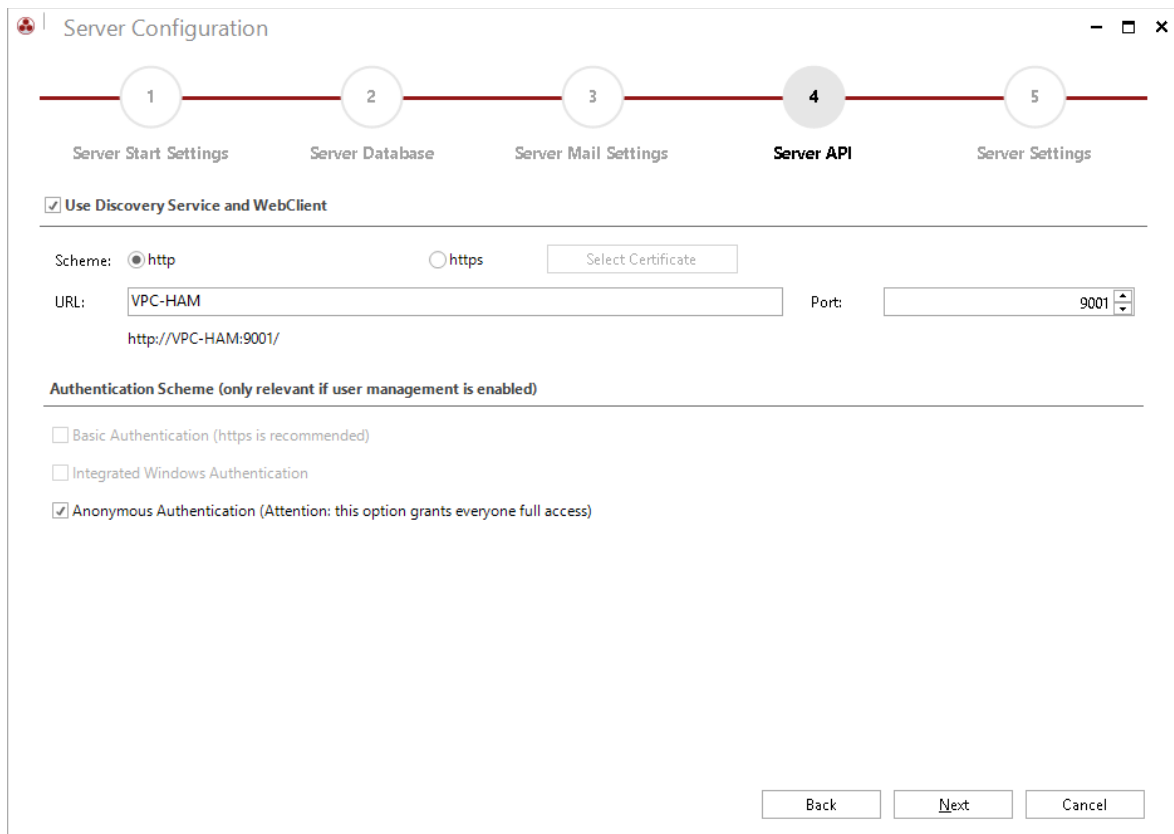 Server Configuration
1 2 3 4 5
Server Start Settings Server Database Server Mail Settings Server API Server Settings
Use Discovery Service and WebClient
Scheme: http https Select Certificate
URL: VPC-HAM Port: 9001
http://VPC-HAM:9001/
Authentication Scheme (only relevant if user management is enabled)
Basic Authentication (https is recommended)
Integrated Windows Authentication
Anonymous Authentication (Attention: this option grants everyone full access)
Back Next Cancel